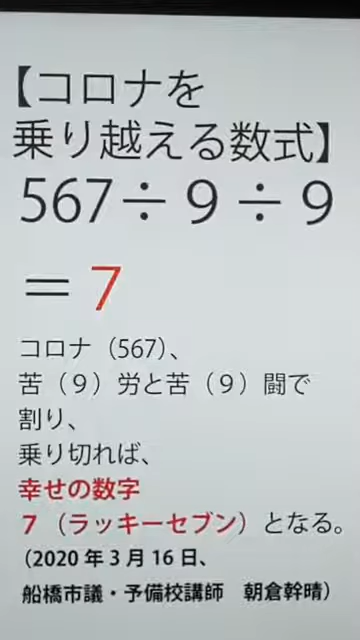 【コロナを
乗り越える数式】
567÷9÷9
＝7
コロナ（567）、
苦（９）労と苦（９）闘で
割り、
乗り切れば、
幸せの数字
７（ラッキーセブン）となる。
（2020年3月16日、
船橋市議・予備校講師　朝倉幹晴）